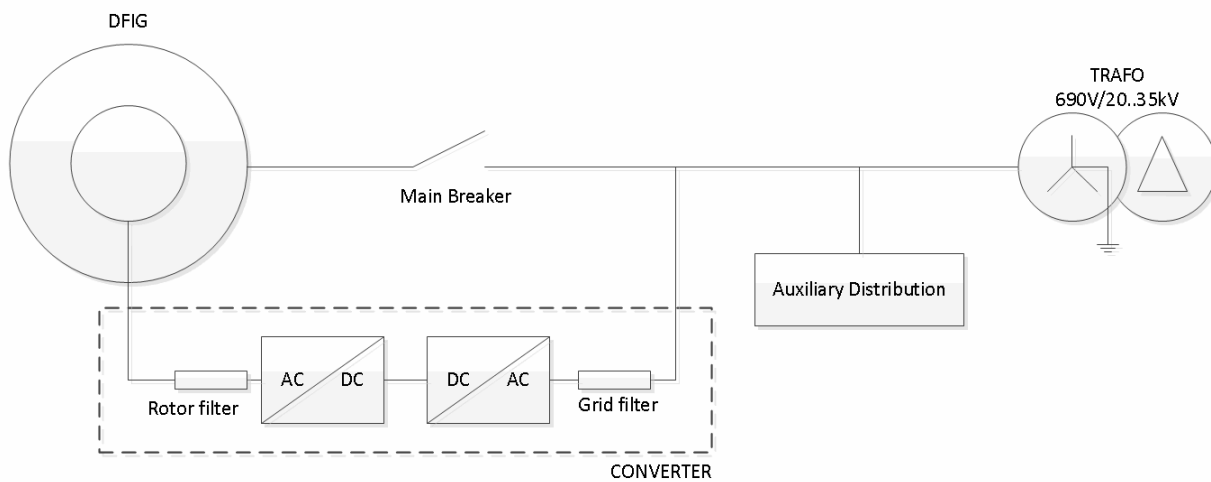 DFIG
TRAFO
690V/20..35kV
Main Breaker
Auxiliary Distribution
AC
DC
DC
AC
Rotor filter
Grid filter
CONVERTER